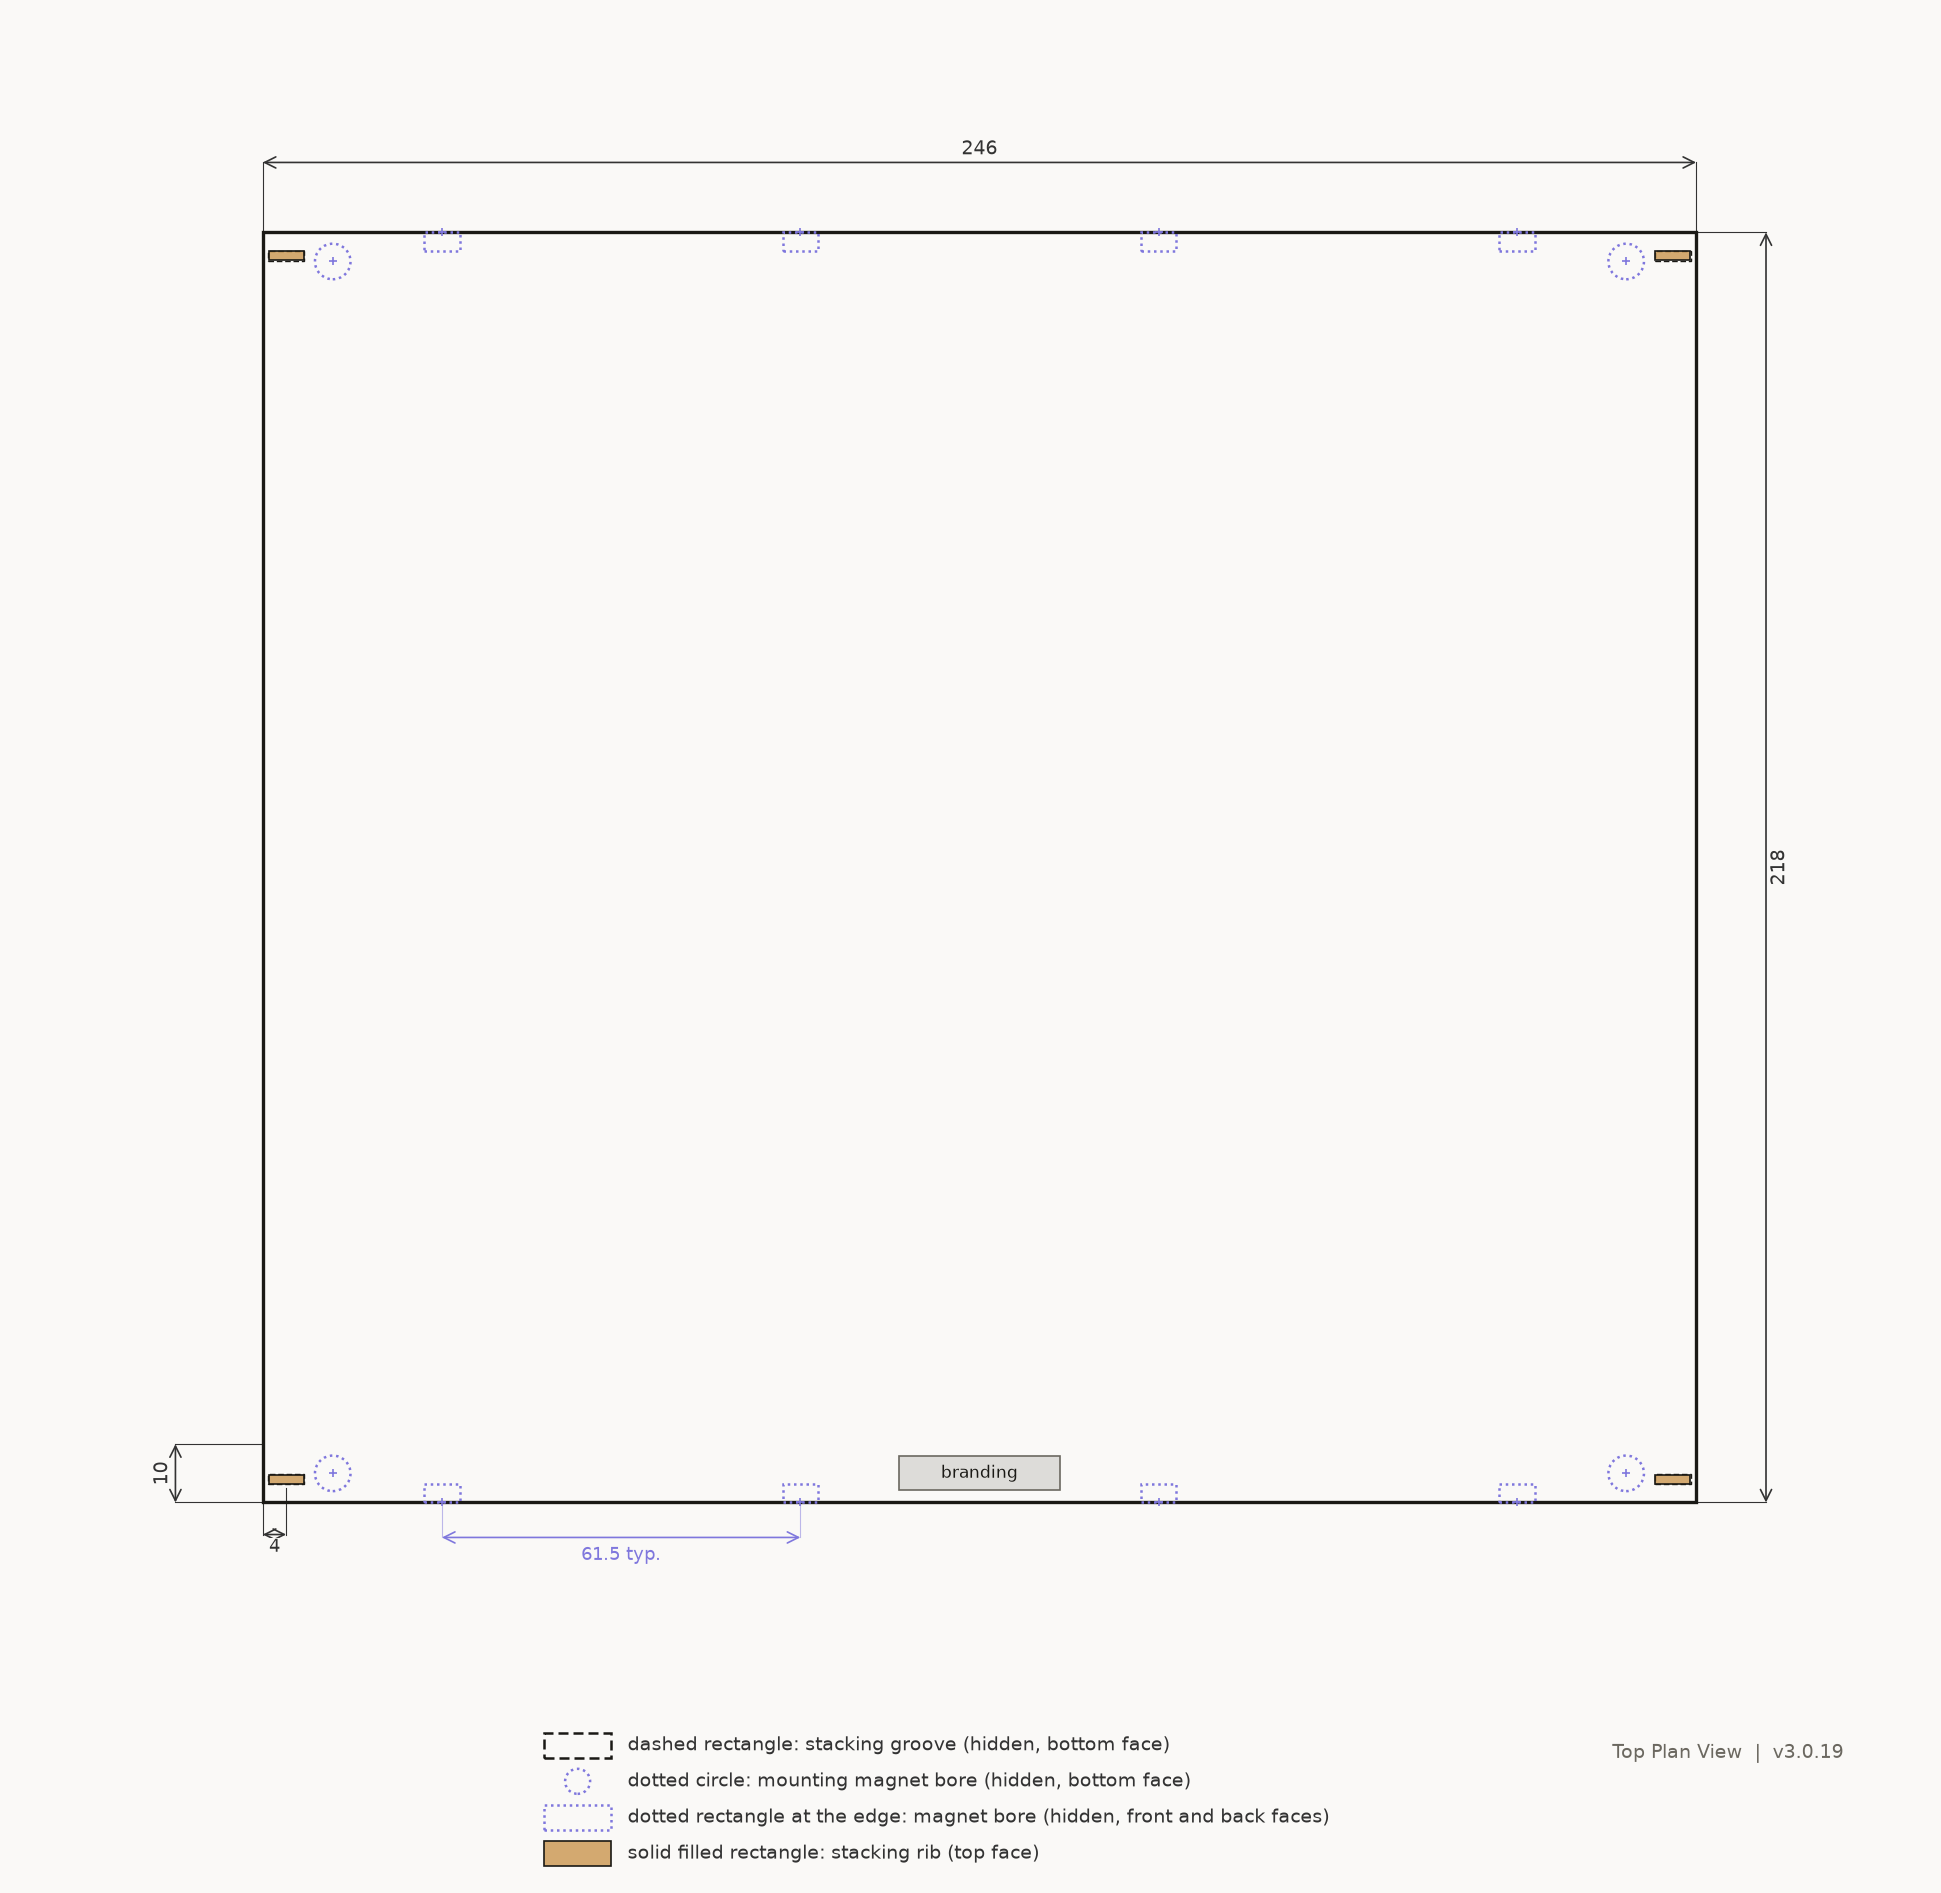 246
218
branding
10
4
61.5 typ.
dashed rectangle: stacking groove (hidden, bottom face)
dotted circle: mounting magnet bore (hidden, bottom face)
dotted rectangle at the edge: magnet bore (hidden, front and back faces)
solid filled rectangle: stacking rib (top face)
Top Plan View | v3.0.19